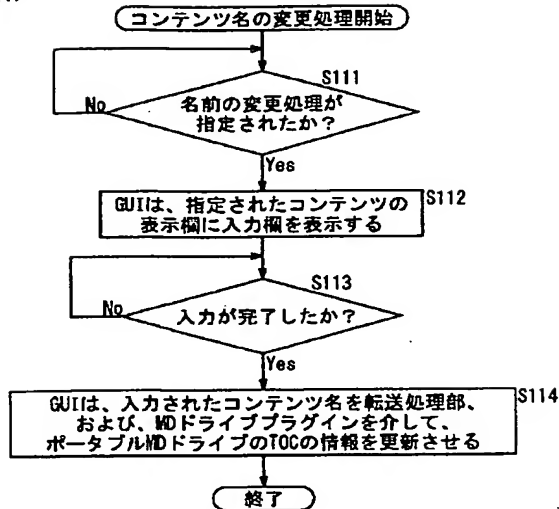 コンテンツ名の変更処理開始
S111
名前の変更処理が
指定されたか?
No
Yes
S112
GUIは、指定されたコンテンツの
表示欄に入力欄を表示する
S113
入力が完了したか?
No
Yes
S114
GUIは、入力されたコンテンツ名を転送処理部、
および、MDドライブプラグインを介して、
ポータブルMDドライブのTOCの情報を更新させる
終了